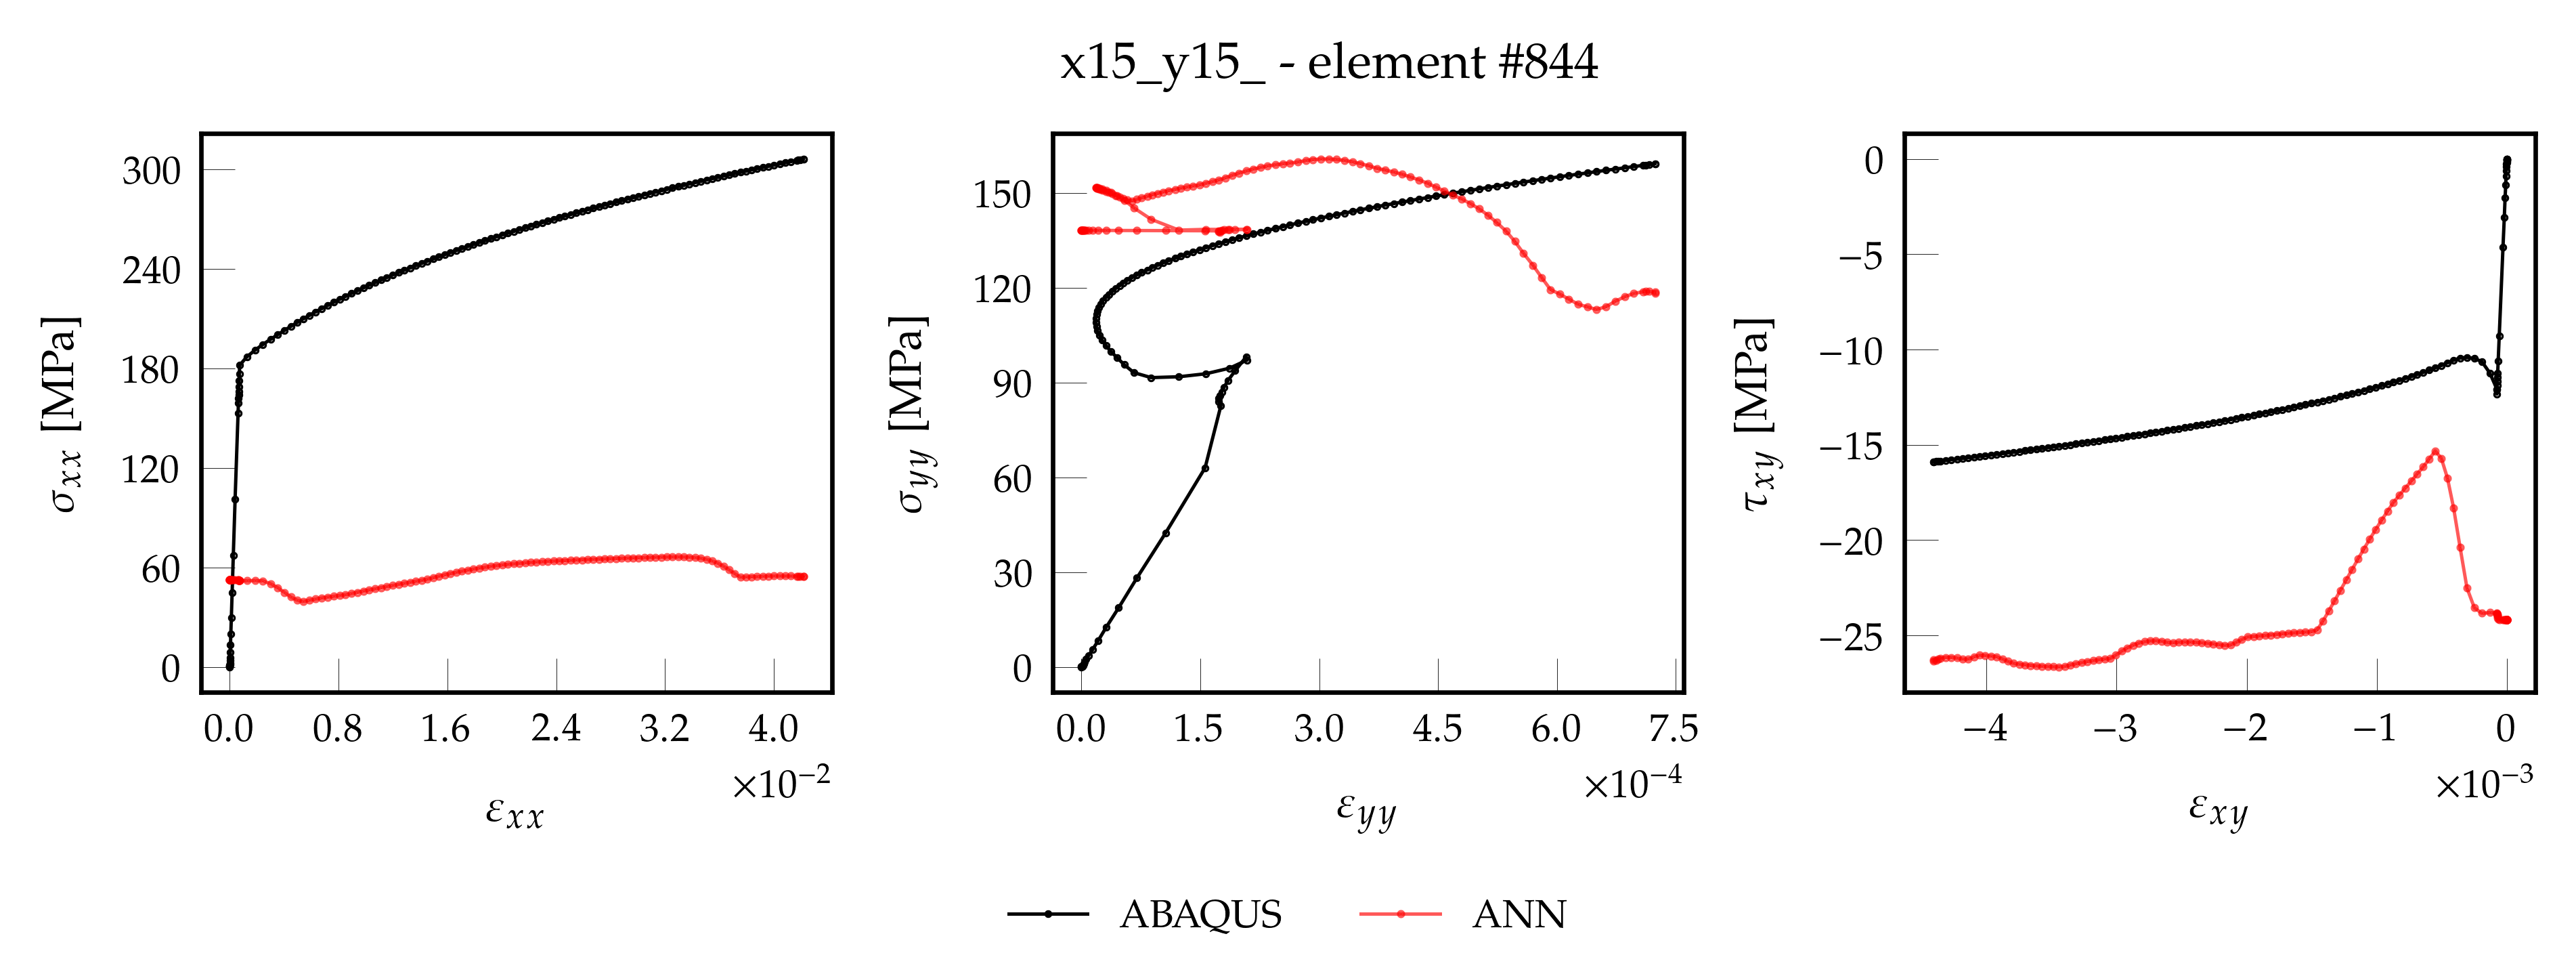 x15_y15_ - element #844
300
240
180
120
60
0
σxx [MPa]
0.0 0.8 1.6 2.4 3.2 4.0
×10−2
εxx
150
120
90
60
30
0
σyy [MPa]
0.0 1.5 3.0 4.5 6.0 7.5
×10−4
εyy
0
−5
−10
−15
−20
−25
τxy [MPa]
−4 −3 −2 −1 0
×10−3
εxy
ABAQUS ANN